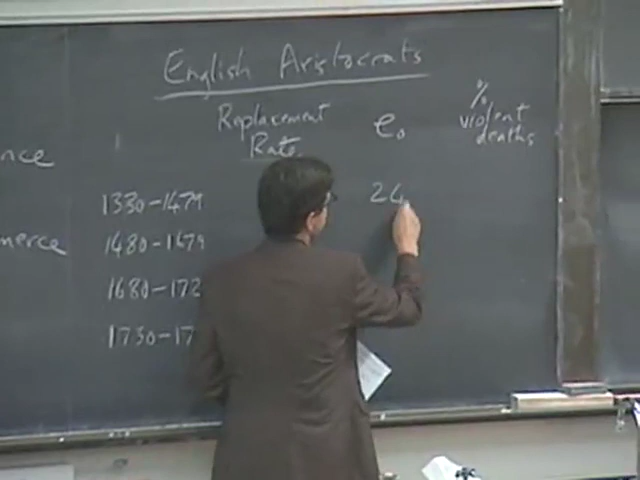 English Aristocrats
Replacement
Rate
e₀
%
violent
deaths
nce
1330-1479
24
1480-1679
merce
1680-172
1730-17